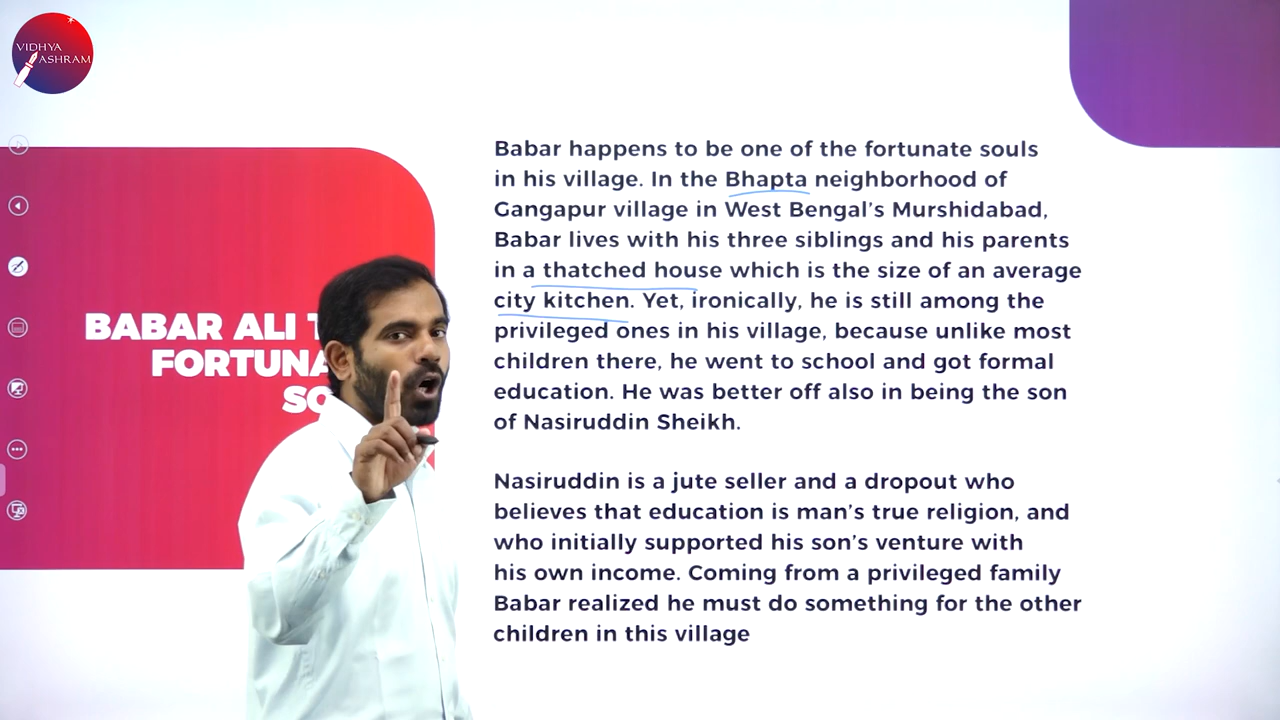 VIDHYA
ASHRAM
BABAR ALI
FORTUNA
SO
Babar happens to be one of the fortunate souls
in his village. In the Bhapta neighborhood of
Gangapur village in West Bengal's Murshidabad,
Babar lives with his three siblings and his parents
in a thatched house which is the size of an average
city kitchen. Yet, ironically, he is still among the
privileged ones in his village, because unlike most
children there, he went to school and got formal
education. He was better off also in being the son
of Nasiruddin Sheikh.
Nasiruddin is a jute seller and a dropout who
believes that education is man's true religion, and
who initially supported his son's venture with
his own income. Coming from a privileged family
Babar realized he must do something for the other
children in this village